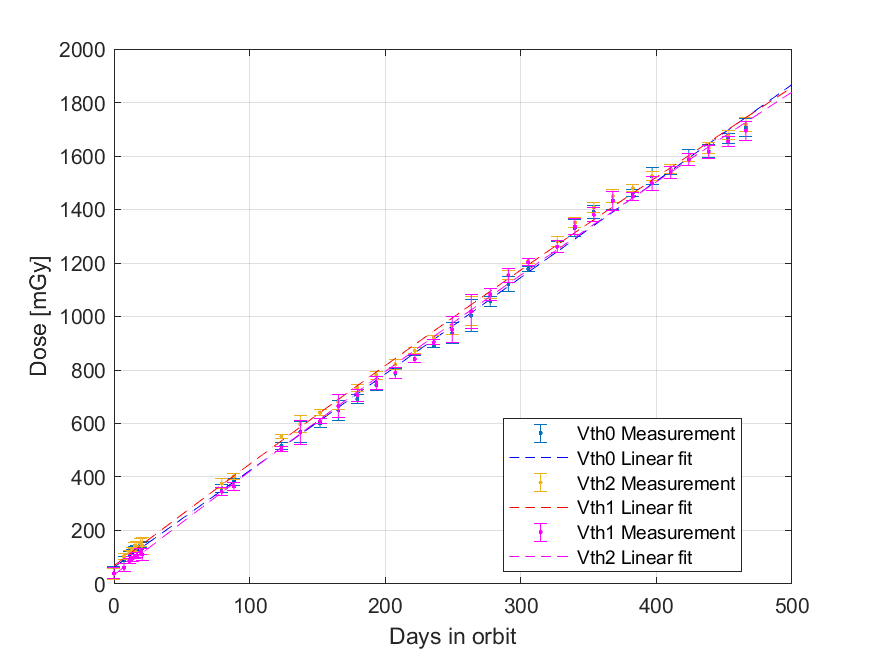 2000
1800
1600
1400
1200
1000
800
600
400
200
0
Dose [mGy]
Vth0 Measurement
Vth0 Linear fit
Vth2 Measurement
Vth1 Linear fit
Vth1 Measurement
Vth2 Linear fit
0 100 200 300 400 500
Days in orbit